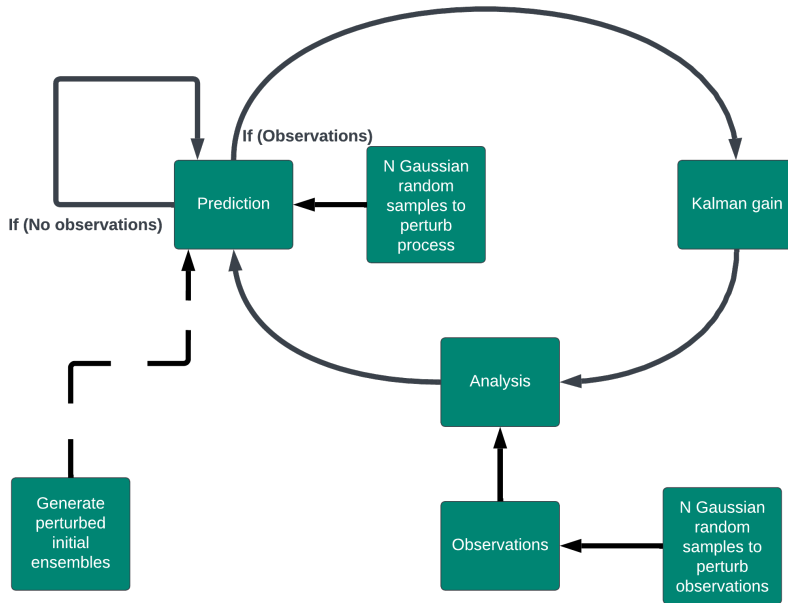 If (Observations)
N Gaussian
random
samples to
perturb
process
Prediction
Kalman gain
If (No observations)
Analysis
Generate
perturbed
initial
ensembles
Observations
N Gaussian
random
samples to
perturb
observations